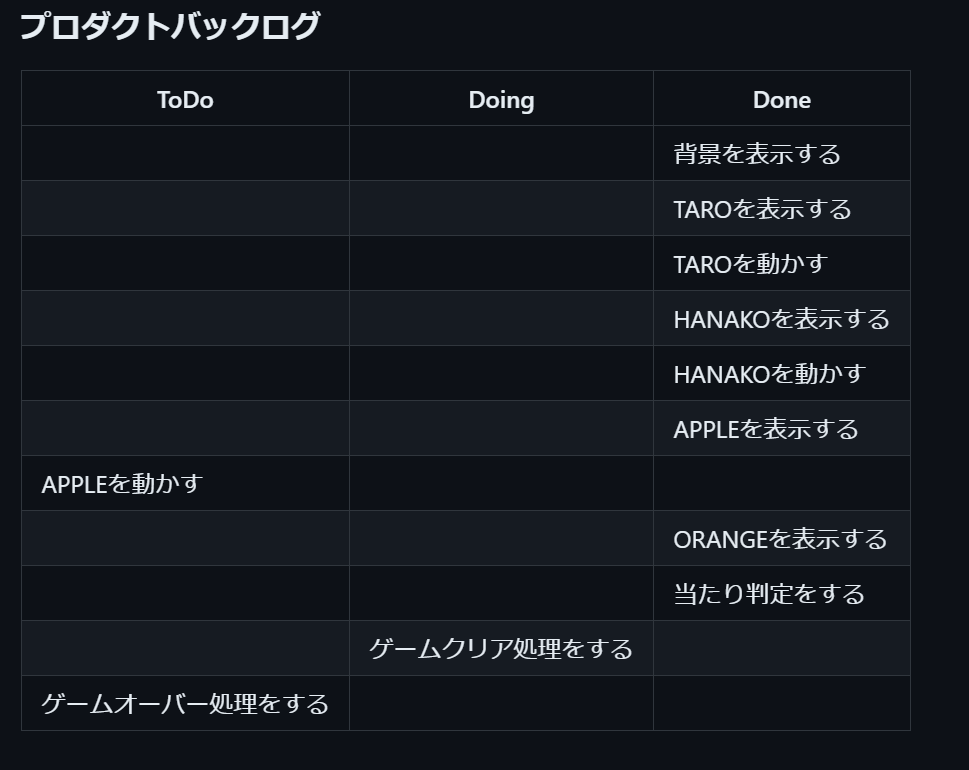 プロダクトバックログ
ToDo Doing Done
背景を表示する
TAROを表示する
TAROを動かす
HANAKOを表示する
HANAKOを動かす
APPLEを表示する
APPLEを動かす
ORANGEを表示する
当たり判定をする
ゲームクリア処理をする
ゲームオーバー処理をする